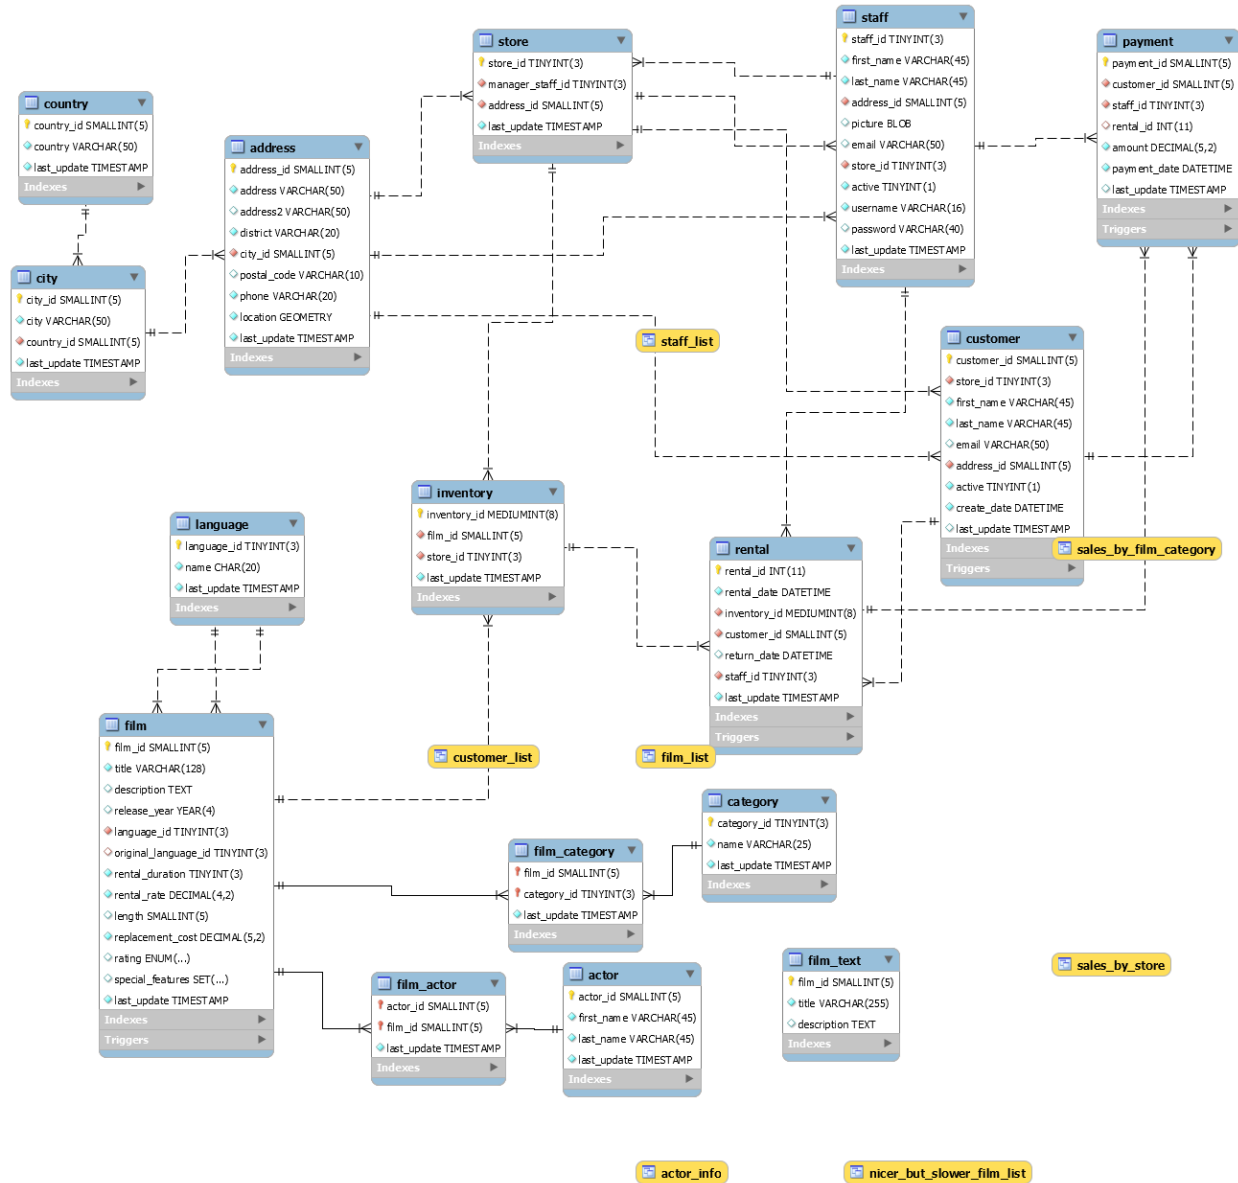 country
country_id SMALLINT(5)
country VARCHAR(50)
last_update TIMESTAMP
Indexes
city
city_id SMALLINT(5)
city VARCHAR(50)
country_id SMALLINT(5)
last_update TIMESTAMP
Indexes
address
address_id SMALLINT(5)
address VARCHAR(50)
address2 VARCHAR(50)
district VARCHAR(20)
city_id SMALLINT(5)
postal_code VARCHAR(10)
phone VARCHAR(20)
location GEOMETRY
last_update TIMESTAMP
Indexes
store
store_id TINYINT(3)
manager_staff_id TINYINT(3)
address_id SMALLINT(5)
last_update TIMESTAMP
Indexes
staff
staff_id TINYINT(3)
first_name VARCHAR(45)
last_name VARCHAR(45)
address_id SMALLINT(5)
picture BLOB
email VARCHAR(50)
store_id TINYINT(3)
active TINYINT(1)
username VARCHAR(16)
password VARCHAR(40)
last_update TIMESTAMP
Indexes
payment
payment_id SMALLINT(5)
customer_id SMALLINT(5)
staff_id TINYINT(3)
rental_id INT(11)
amount DECIMAL(5,2)
payment_date DATETIME
last_update TIMESTAMP
Indexes
Triggers
staff_list
customer
customer_id SMALLINT(5)
store_id TINYINT(3)
first_name VARCHAR(45)
last_name VARCHAR(45)
email VARCHAR(50)
address_id SMALLINT(5)
active TINYINT(1)
create_date DATETIME
last_update TIMESTAMP
Indexes
Triggers
sales_by_film_category
language
language_id TINYINT(3)
name CHAR(20)
last_update TIMESTAMP
Indexes
inventory
inventory_id MEDIUMINT(8)
film_id SMALLINT(5)
store_id TINYINT(3)
last_update TIMESTAMP
Indexes
rental
rental_id INT(11)
rental_date DATETIME
inventory_id MEDIUMINT(8)
customer_id SMALLINT(5)
return_date DATETIME
staff_id TINYINT(3)
last_update TIMESTAMP
Indexes
Triggers
film
film_id SMALLINT(5)
title VARCHAR(128)
description TEXT
release_year YEAR(4)
language_id TINYINT(3)
original_language_id TINYINT(3)
rental_duration TINYINT(3)
rental_rate DECIMAL(4,2)
length SMALLINT(5)
replacement_cost DECIMAL(5,2)
rating ENUM(...)
special_features SET(...)
last_update TIMESTAMP
Indexes
Triggers
customer_list
film_list
category
category_id TINYINT(3)
name VARCHAR(25)
last_update TIMESTAMP
Indexes
film_category
film_id SMALLINT(5)
category_id TINYINT(3)
last_update TIMESTAMP
Indexes
film_actor
actor_id SMALLINT(5)
film_id SMALLINT(5)
last_update TIMESTAMP
Indexes
actor
actor_id SMALLINT(5)
first_name VARCHAR(45)
last_name VARCHAR(45)
last_update TIMESTAMP
Indexes
film_text
film_id SMALLINT(5)
title VARCHAR(255)
description TEXT
Indexes
sales_by_store
actor_info
nicer_but_slower_film_list